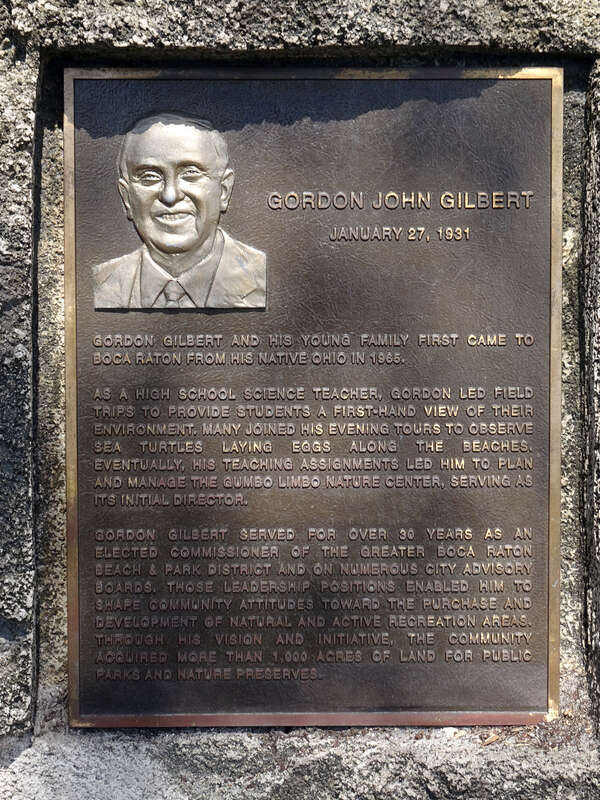 GORDON JOHN GILBERT
JANUARY 27, 1931
GORDON GILBERT AND HIS YOUNG FAMILY FIRST CAME TO
BOCA RATON FROM HIS NATIVE OHIO IN 1965.
AS A HIGH SCHOOL SCIENCE TEACHER, GORDON LED FIELD
TRIPS TO PROVIDE STUDENTS A FIRST-HAND VIEW OF THEIR
ENVIRONMENT. MANY JOINED HIS EVENING TOURS TO OBSERVE
SEA TURTLES LAYING EGGS ALONG THE BEACHES.
EVENTUALLY, HIS TEACHING ASSIGNMENTS LED HIM TO PLAN
AND MANAGE THE GUMBO LIMBO NATURE CENTER, SERVING AS
ITS INITIAL DIRECTOR.
GORDON GILBERT SERVED FOR OVER 30 YEARS AS AN
ELECTED COMMISSIONER OF THE GREATER BOCA RATON
BEACH & PARK DISTRICT AND ON NUMEROUS CITY ADVISORY
BOARDS. THOSE LEADERSHIP POSITIONS ENABLED HIM TO
SHAPE COMMUNITY ATTITUDES TOWARD THE PURCHASE AND
DEVELOPMENT OF NATURAL AND ACTIVE RECREATION AREAS.
THROUGH HIS VISION AND INITIATIVE, THE COMMUNITY
ACQUIRED MORE THAN 1,000 ACRES OF LAND FOR PUBLIC
PARKS AND NATURE PRESERVES.